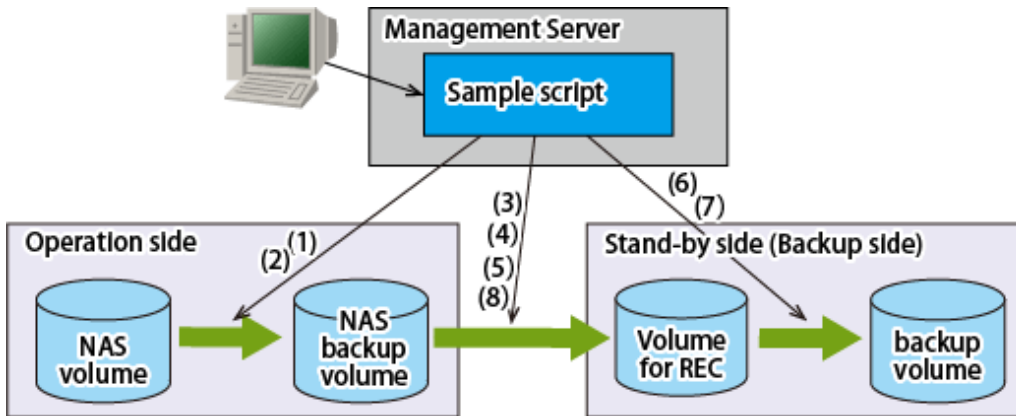 Management Server
Sample script
(6)
(7)
(3)
(4)
(5)
(8)
Operation side
(1)
(2)
Stand-by side (Backup side)
NAS
volume
NAS
backup
volume
Volume
for REC
backup
volume